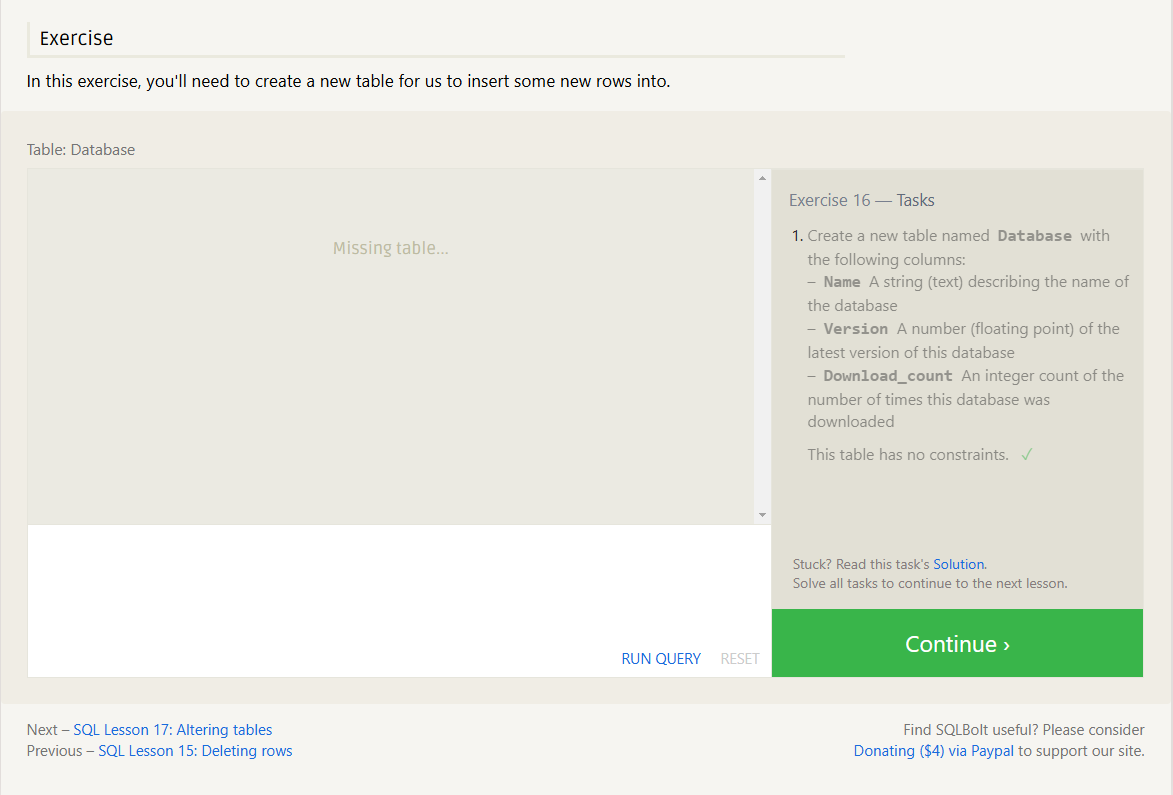 Exercise
In this exercise, you'll need to create a new table for us to insert some new rows into.
Table: Database
Missing table…
RUN QUERY RESET
Exercise 16 — Tasks
1. Create a new table named Database with
the following columns:
– Name A string (text) describing the name of
the database
– Version A number (floating point) of the
latest version of this database
– Download_count An integer count of the
number of times this database was
downloaded
This table has no constraints. ✓
Stuck? Read this task's Solution.
Solve all tasks to continue to the next lesson.
Continue ›
Next – SQL Lesson 17: Altering tables
Previous – SQL Lesson 15: Deleting rows
Find SQLBolt useful? Please consider
Donating ($4) via Paypal to support our site.